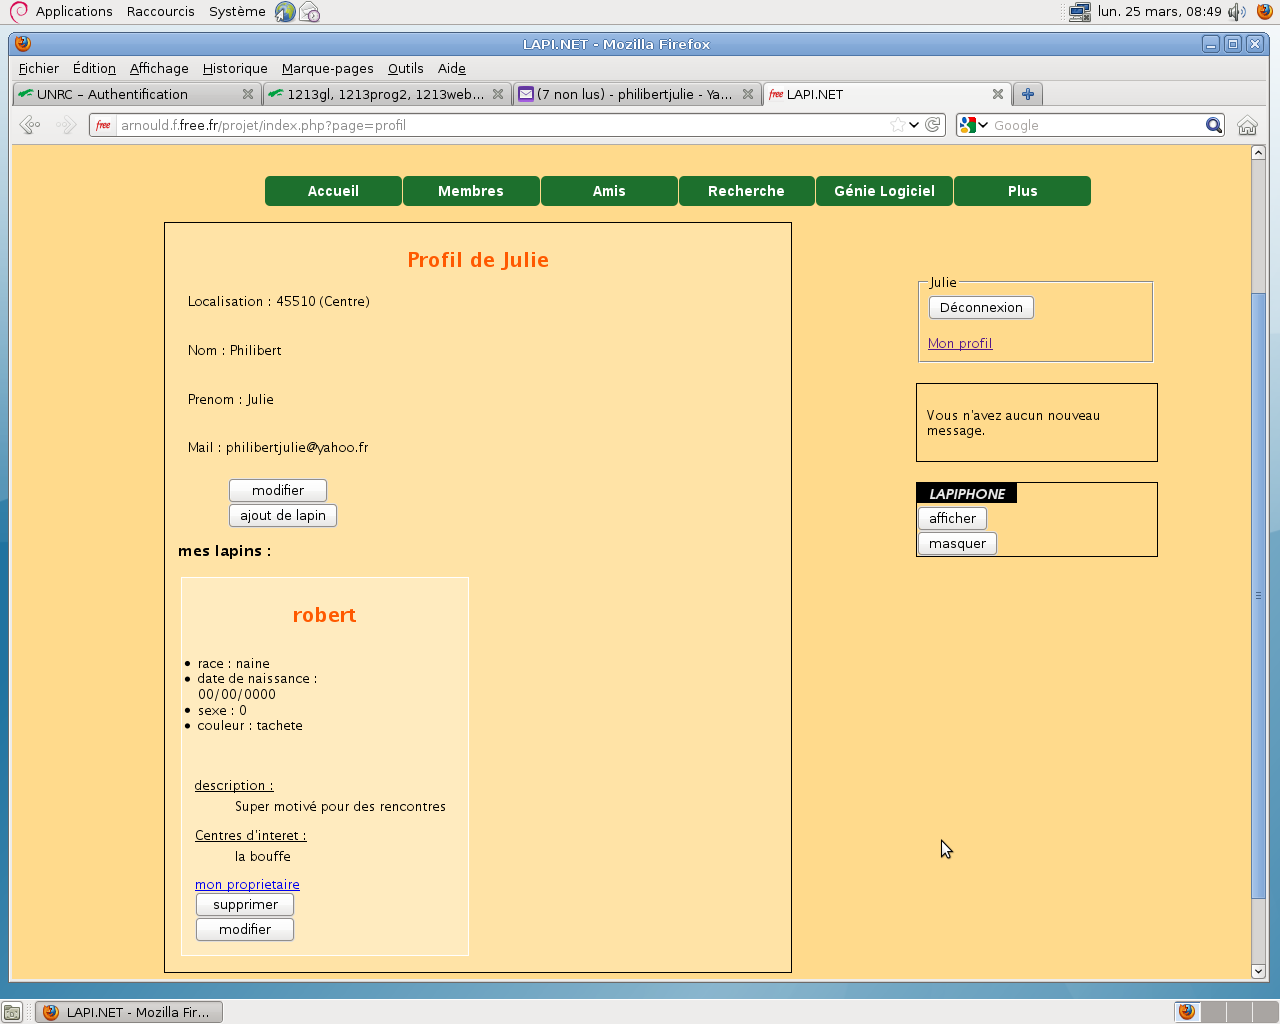 Applications Raccourcis Système lun. 25 mars, 08:49
LAPI.NET - Mozilla Firefox
Fichier Édition Affichage Historique Marque-pages Outils Aide
UNRC – Authentification 1213gl, 1213prog2, 1213web... (7 non lus) - philibertjulie - Ya... free LAPI.NET
free arnould.f.free.fr/projet/index.php?page=profil Google
Accueil Membres Amis Recherche Génie Logiciel Plus
Profil de Julie
Localisation : 45510 (Centre)
Nom : Philibert
Prenom : Julie
Mail : philibertjulie@yahoo.fr
modifier
ajout de lapin
mes lapins :
robert
race : naine
date de naissance :
00/00/0000
sexe : 0
couleur : tachete
description :
Super motivé pour des rencontres
Centres d'interet :
la bouffe
mon proprietaire
supprimer
modifier
Julie
Déconnexion
Mon profil
Vous n'avez aucun nouveau
message.
LAPIPHONE
afficher
masquer
LAPI.NET - Mozilla Fir...